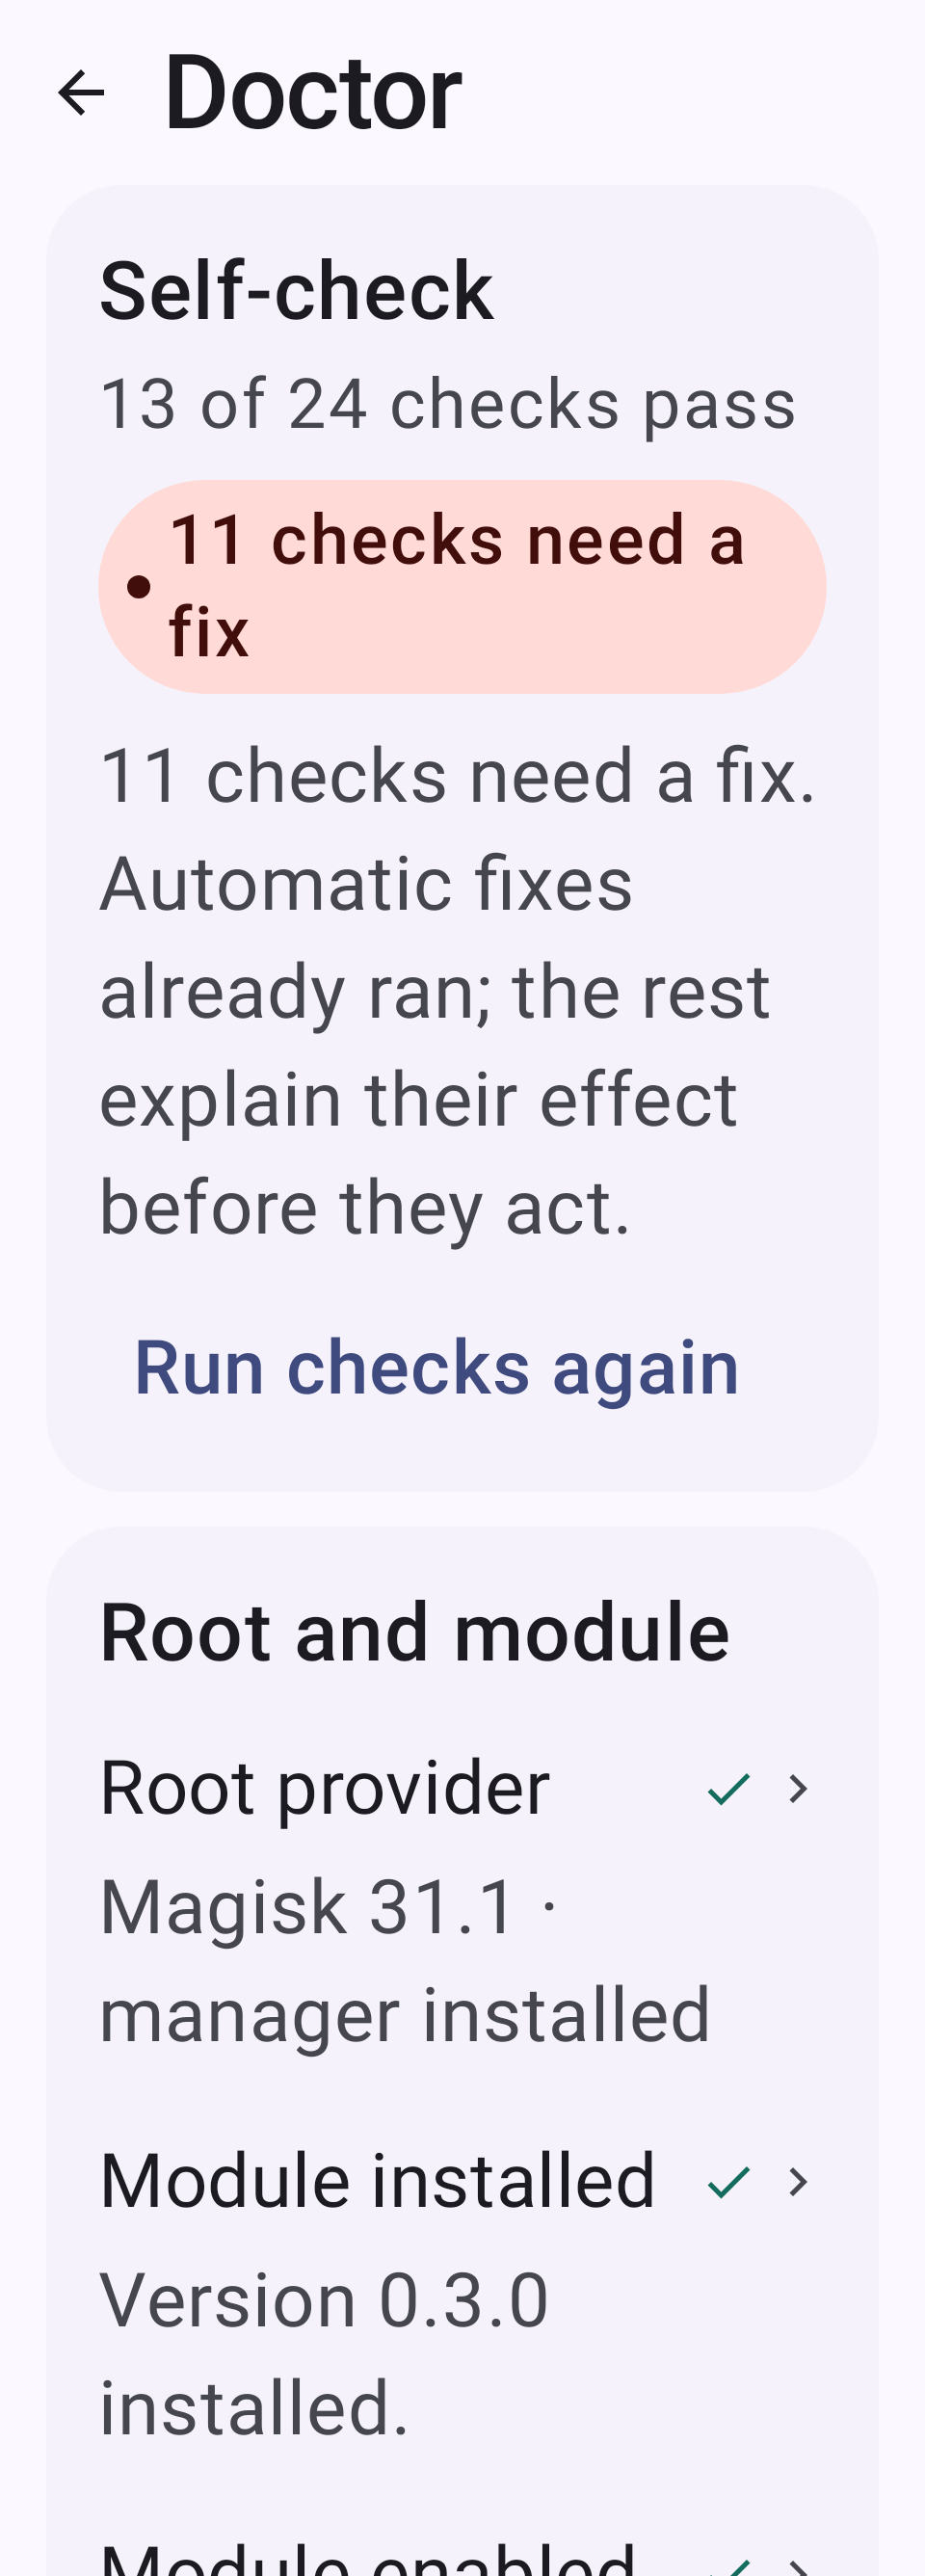 Doctor
Self-check
13 of 24 checks pass
11 checks need a
fix
11 checks need a fix.
Automatic fixes
already ran; the rest
explain their effect
before they act.
Run checks again
Root and module
Root provider
Magisk 31.1 ·
manager installed
Module installed
Version 0.3.0
installed.
Module enabled